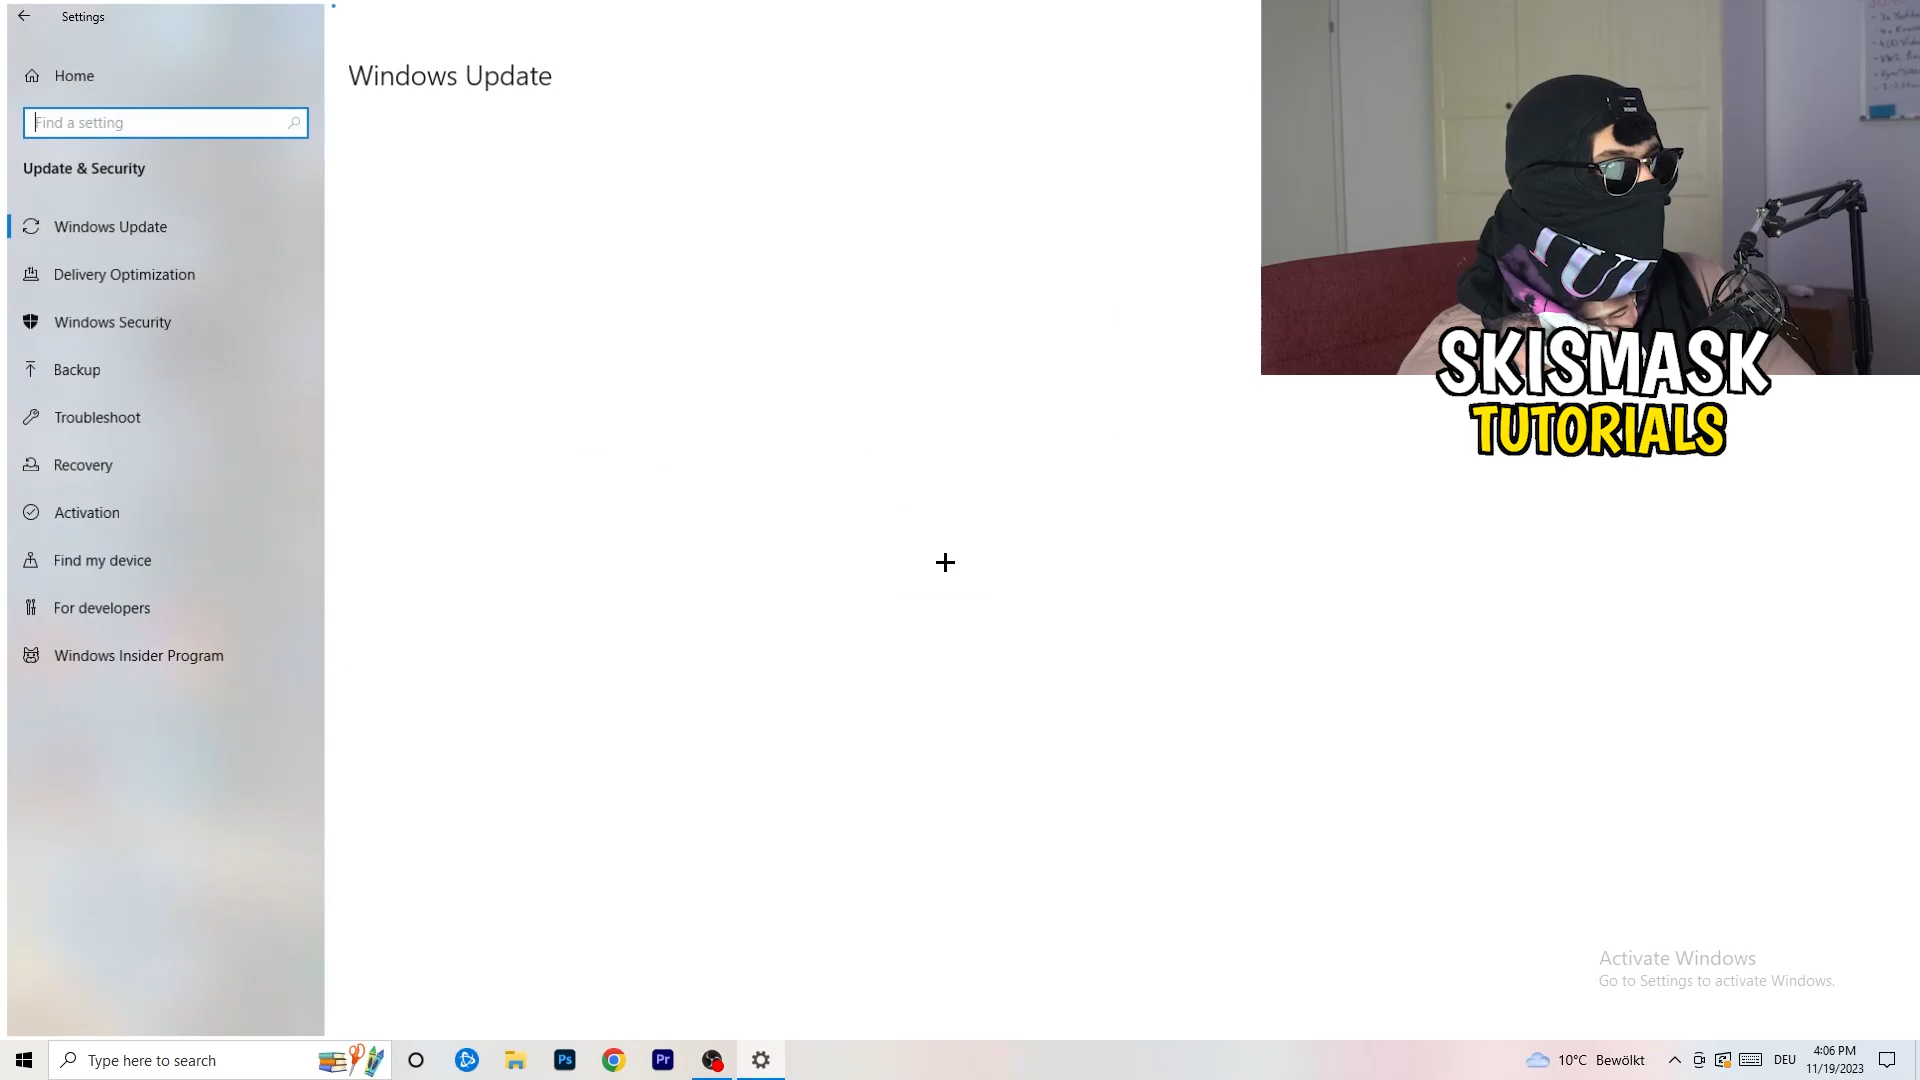 Settings
Home
Find a setting
Update & Security
Windows Update
Delivery Optimization
Windows Security
Backup
Troubleshoot
Recovery
Activation
Find my device
For developers
Windows Insider Program
Windows Update
SKISMASK
TUTORIALS
Activate Windows
Go to Settings to activate Windows.
Type here to search
Ps
Pr
10°C Bewölkt
DEU
4:06 PM
11/19/2023